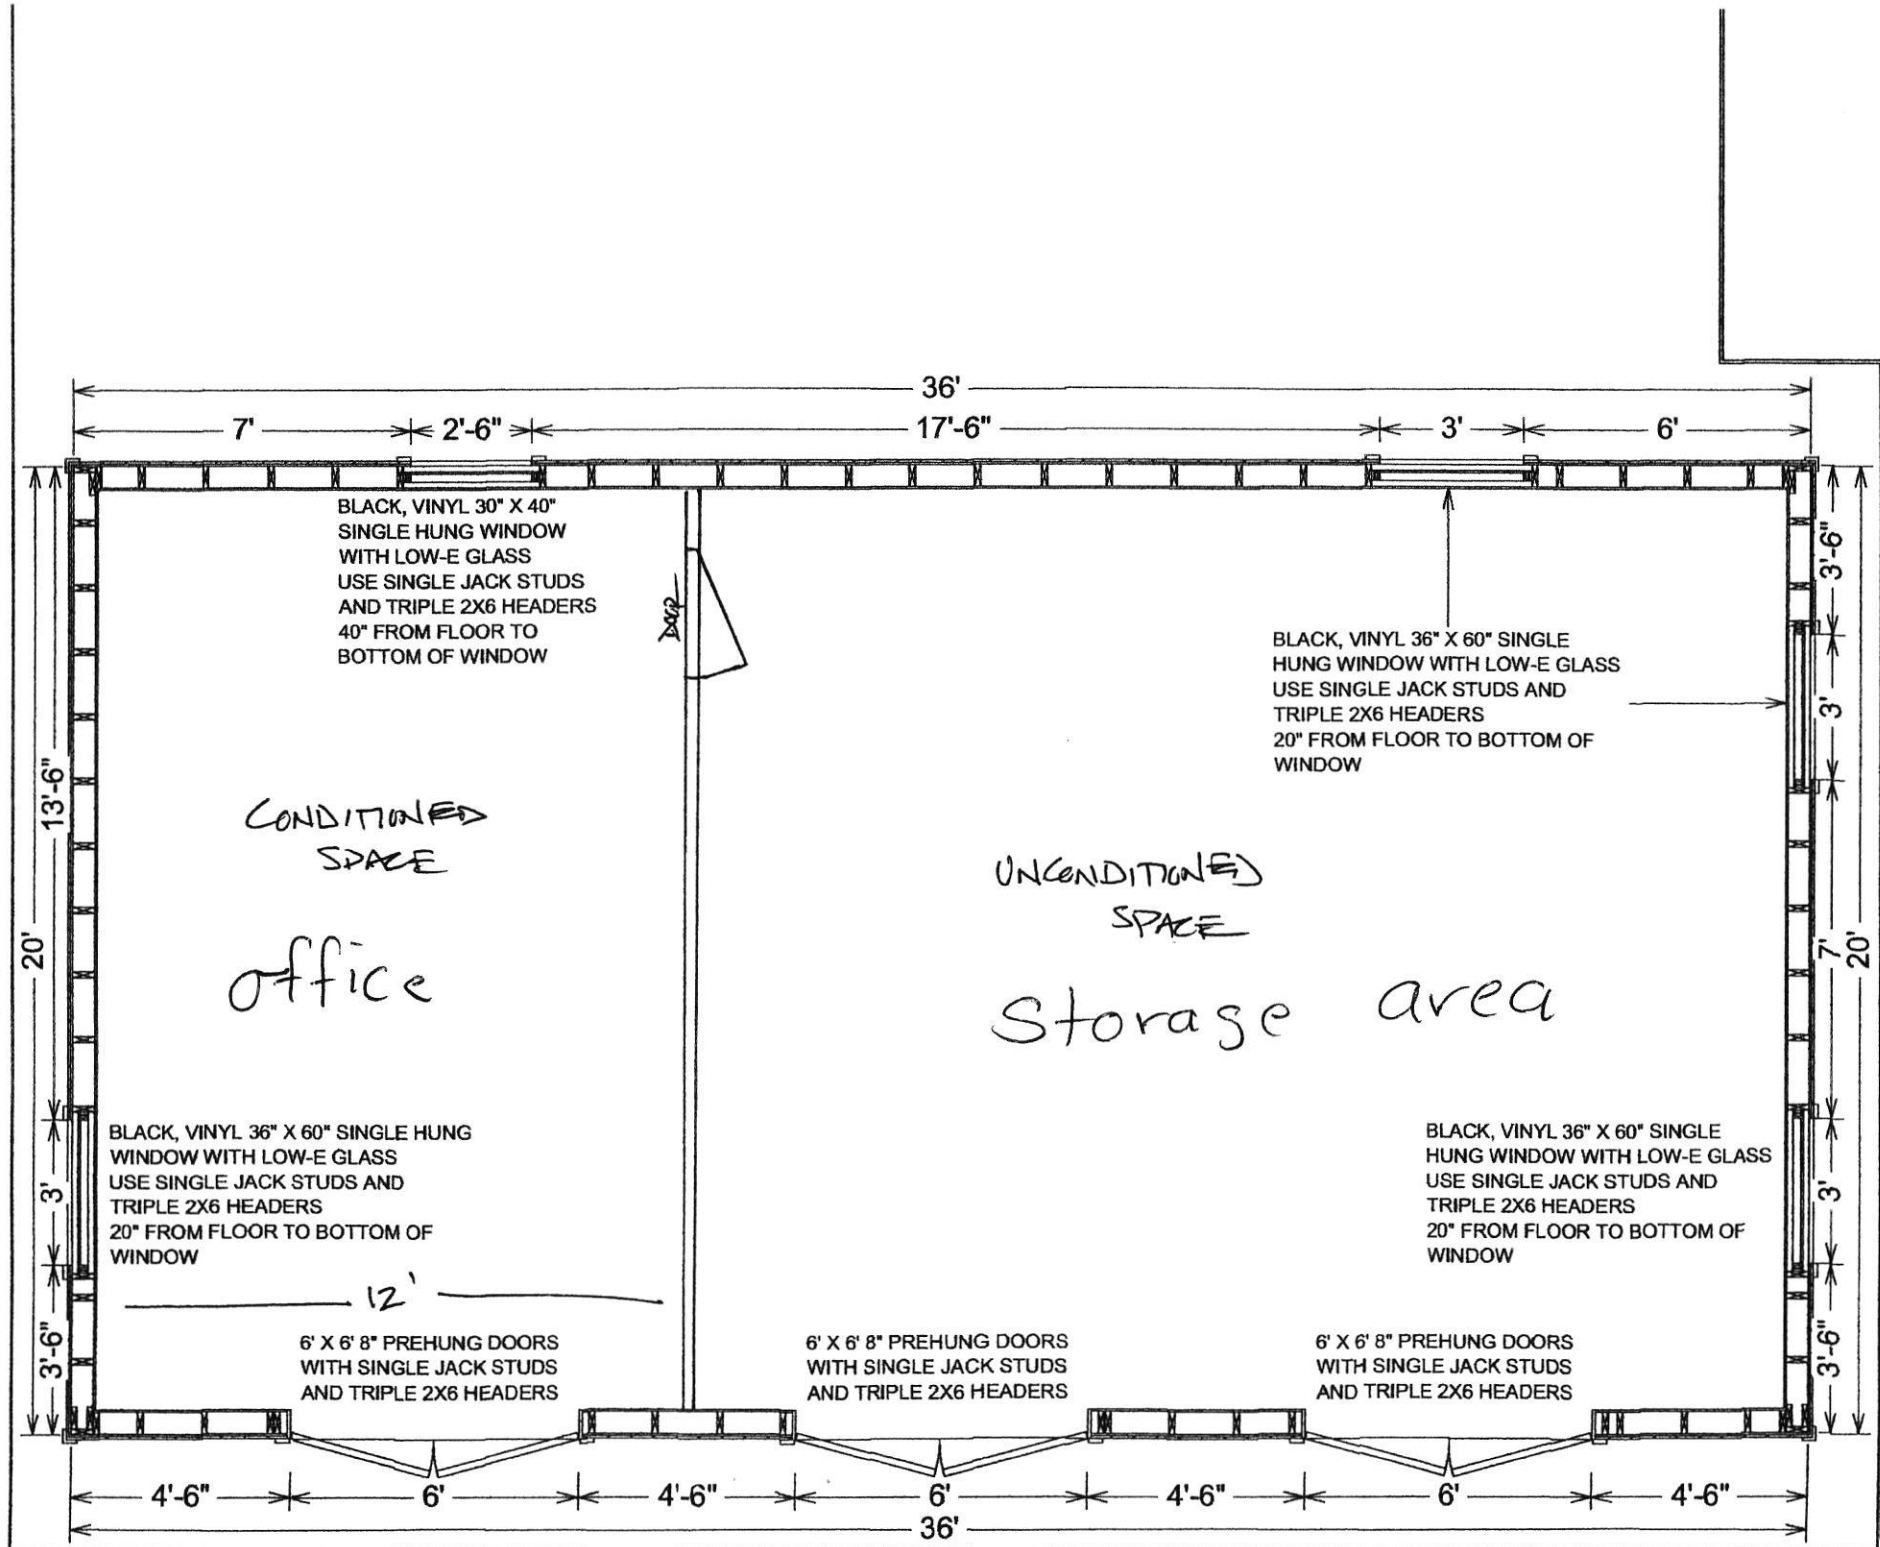 36'
7'
2'-6"
17'-6"
3'
6'
BLACK, VINYL 30" X 40"
SINGLE HUNG WINDOW
WITH LOW-E GLASS
USE SINGLE JACK STUDS
AND TRIPLE 2X6 HEADERS
40" FROM FLOOR TO
BOTTOM OF WINDOW
DOOR
BLACK, VINYL 36" X 60" SINGLE
HUNG WINDOW WITH LOW-E GLASS
USE SINGLE JACK STUDS AND
TRIPLE 2X6 HEADERS
20" FROM FLOOR TO BOTTOM OF
WINDOW
3'-6"
3'
7'
20'
3'
3'-6"
20'
13'-6"
3'
3'-6"
CONDITIONED
SPACE
office
UNCONDITIONED
SPACE
Storage area
BLACK, VINYL 36" X 60" SINGLE HUNG
WINDOW WITH LOW-E GLASS
USE SINGLE JACK STUDS AND
TRIPLE 2X6 HEADERS
20" FROM FLOOR TO BOTTOM OF
WINDOW
BLACK, VINYL 36" X 60" SINGLE
HUNG WINDOW WITH LOW-E GLASS
USE SINGLE JACK STUDS AND
TRIPLE 2X6 HEADERS
20" FROM FLOOR TO BOTTOM OF
WINDOW
12'
6' X 6' 8" PREHUNG DOORS
WITH SINGLE JACK STUDS
AND TRIPLE 2X6 HEADERS
6' X 6' 8" PREHUNG DOORS
WITH SINGLE JACK STUDS
AND TRIPLE 2X6 HEADERS
6' X 6' 8" PREHUNG DOORS
WITH SINGLE JACK STUDS
AND TRIPLE 2X6 HEADERS
4'-6"
6'
4'-6"
6'
4'-6"
6'
4'-6"
36'